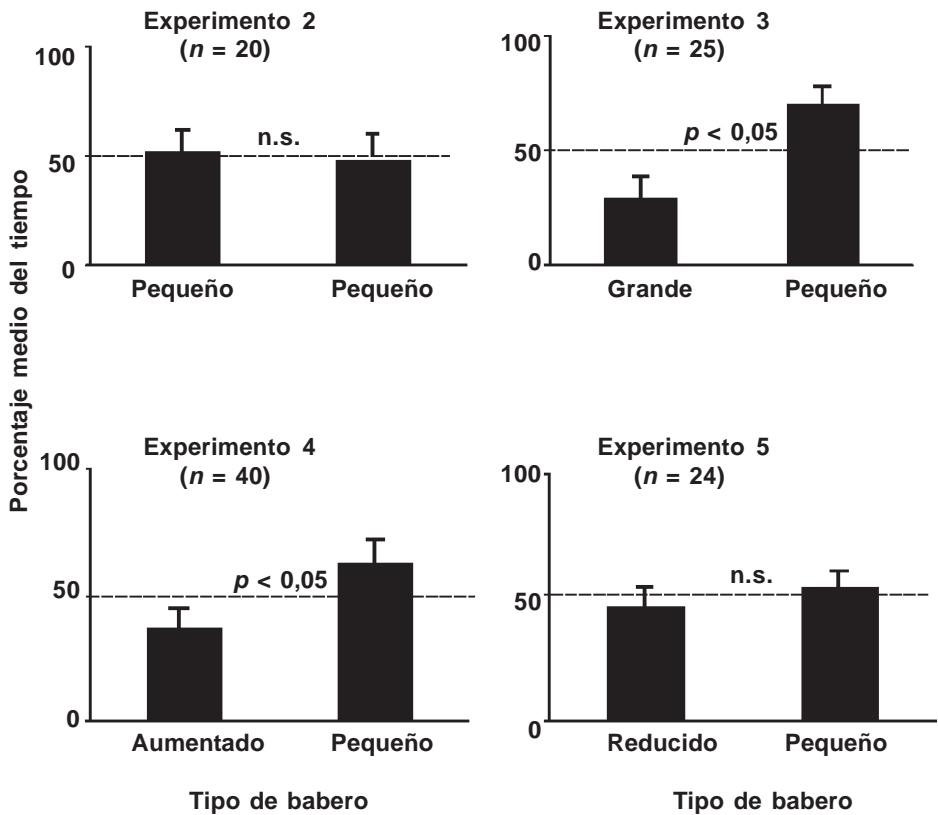 Experimento 2
(n = 20)
100
50
0
n.s.
Pequeño Pequeño
Experimento 3
(n = 25)
100
50
0
p < 0,05
Grande Pequeño
Porcentaje medio del tiempo
Experimento 4
(n = 40)
100
50
0
p < 0,05
Aumentado Pequeño
Tipo de babero
Experimento 5
(n = 24)
100
50
0
n.s.
Reducido Pequeño
Tipo de babero